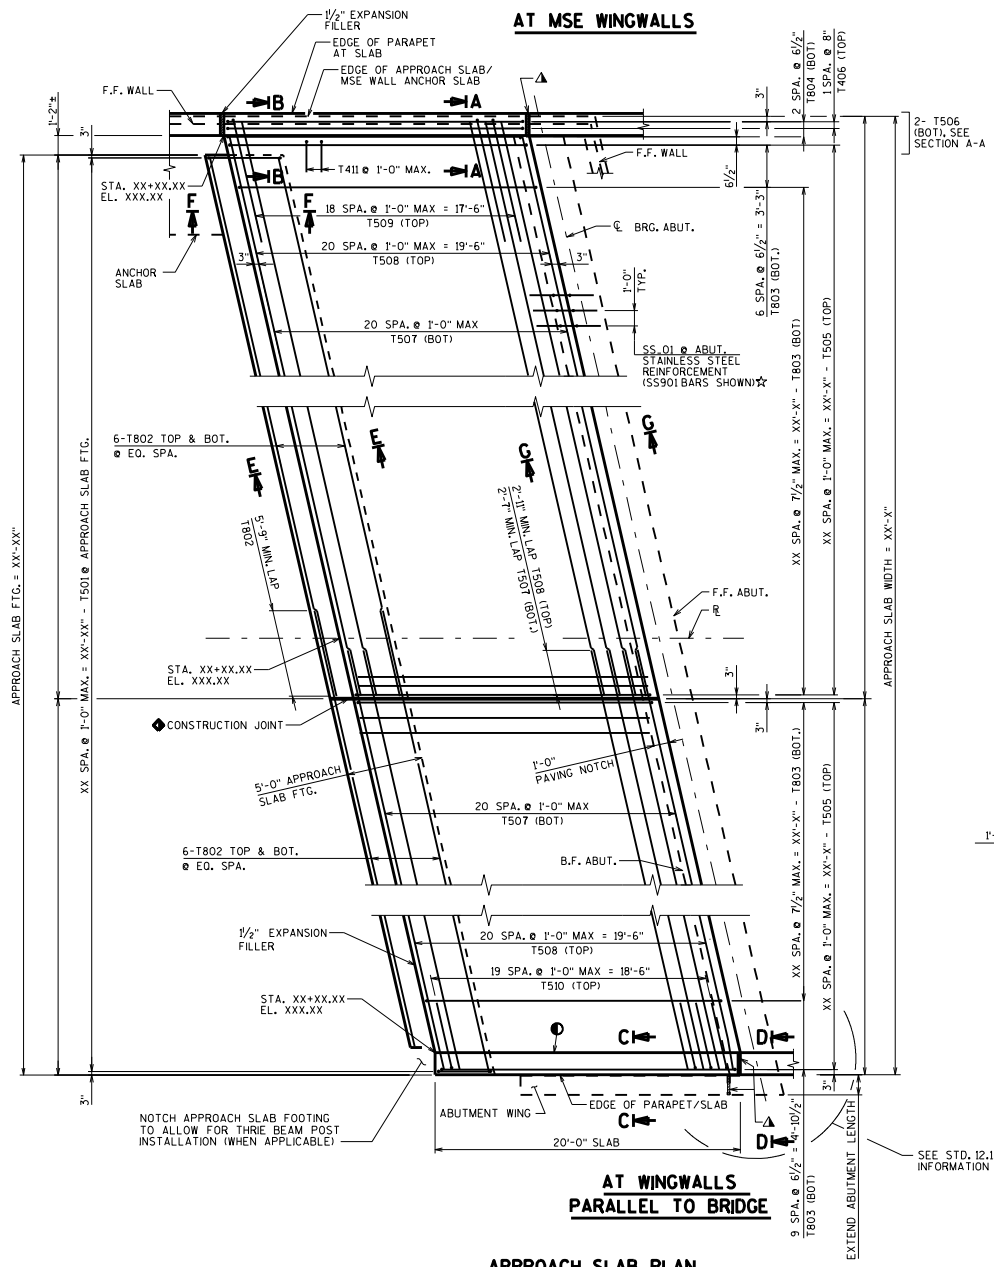 AT MSE WINGWALLS
1½" EXPANSION
FILLER
EDGE OF PARAPET
AT SLAB
EDGE OF APPROACH SLAB/
MSE WALL ANCHOR SLAB
F.F. WALL
B
A
1'-2"±
3"
3"
2 SPA. @ 6½"
T804 (BOT)
1 SPA. @ 8"
T406 (TOP)
2- T506
(BOT), SEE
SECTION A-A
F.F. WALL
6½"
T411 @ 1'-0" MAX.
B
A
STA. XX+XX.XX
EL. XXX.XX
F
F
18 SPA. @ 1'-0" MAX = 17'-6"
T509 (TOP)
℄ BRG. ABUT.
20 SPA. @ 1'-0" MAX = 19'-6"
T508 (TOP)
3"
3"
ANCHOR
SLAB
1'-0"
TYP.
6 SPA. @ 6½" = 3'-3"
T803 (BOT.)
20 SPA. @ 1'-0" MAX
T507 (BOT)
SS_01 @ ABUT.
STAINLESS STEEL
REINFORCEMENT
(SS901 BARS SHOWN)☆
XX SPA. @ 7½" MAX. = XX'-X" - T803 (BOT)
XX SPA. @ 1'-0" MAX. = XX'-X" - T505 (TOP)
6-T802 TOP & BOT.
@ EQ. SPA.
E
E
G
G
5'-9" MIN. LAP
T802
2'-11" MIN. LAP T508 (TOP)
2'-7" MIN. LAP T507 (BOT.)
APPROACH SLAB FTG. = XX'-XX"
XX SPA. @ 1'-0" MAX. = XX'-XX" - T501 @ APPROACH SLAB FTG.
APPROACH SLAB WIDTH = XX'-X"
F.F. ABUT.
R
STA. XX+XX.XX
EL. XXX.XX
3"
3"
CONSTRUCTION JOINT
1'-0"
PAVING NOTCH
5'-0" APPROACH
SLAB FTG.
20 SPA. @ 1'-0" MAX
T507 (BOT)
6-T802 TOP & BOT.
@ EQ. SPA.
B.F. ABUT.
1'-
XX SPA. @ 7½" MAX. = XX'-X" - T803 (BOT.)
XX SPA. @ 1'-0" MAX. = XX'-X" - T505 (TOP)
1½" EXPANSION
FILLER
20 SPA. @ 1'-0" MAX = 19'-6"
T508 (TOP)
19 SPA. @ 1'-0" MAX = 18'-6"
T510 (TOP)
STA. XX+XX.XX
EL. XXX.XX
C
D
3"
3"
NOTCH APPROACH SLAB FOOTING
TO ALLOW FOR THRIE BEAM POST
INSTALLATION (WHEN APPLICABLE)
ABUTMENT WING
EDGE OF PARAPET/SLAB
C
D
20'-0" SLAB
9 SPA. @ 6½" = 4'-10½"
T803 (BOT)
EXTEND ABUTMENT LENGTH
SEE STD. 12.1
INFORMATION
AT WINGWALLS
PARALLEL TO BRIDGE
APPROACH SLAB PLAN